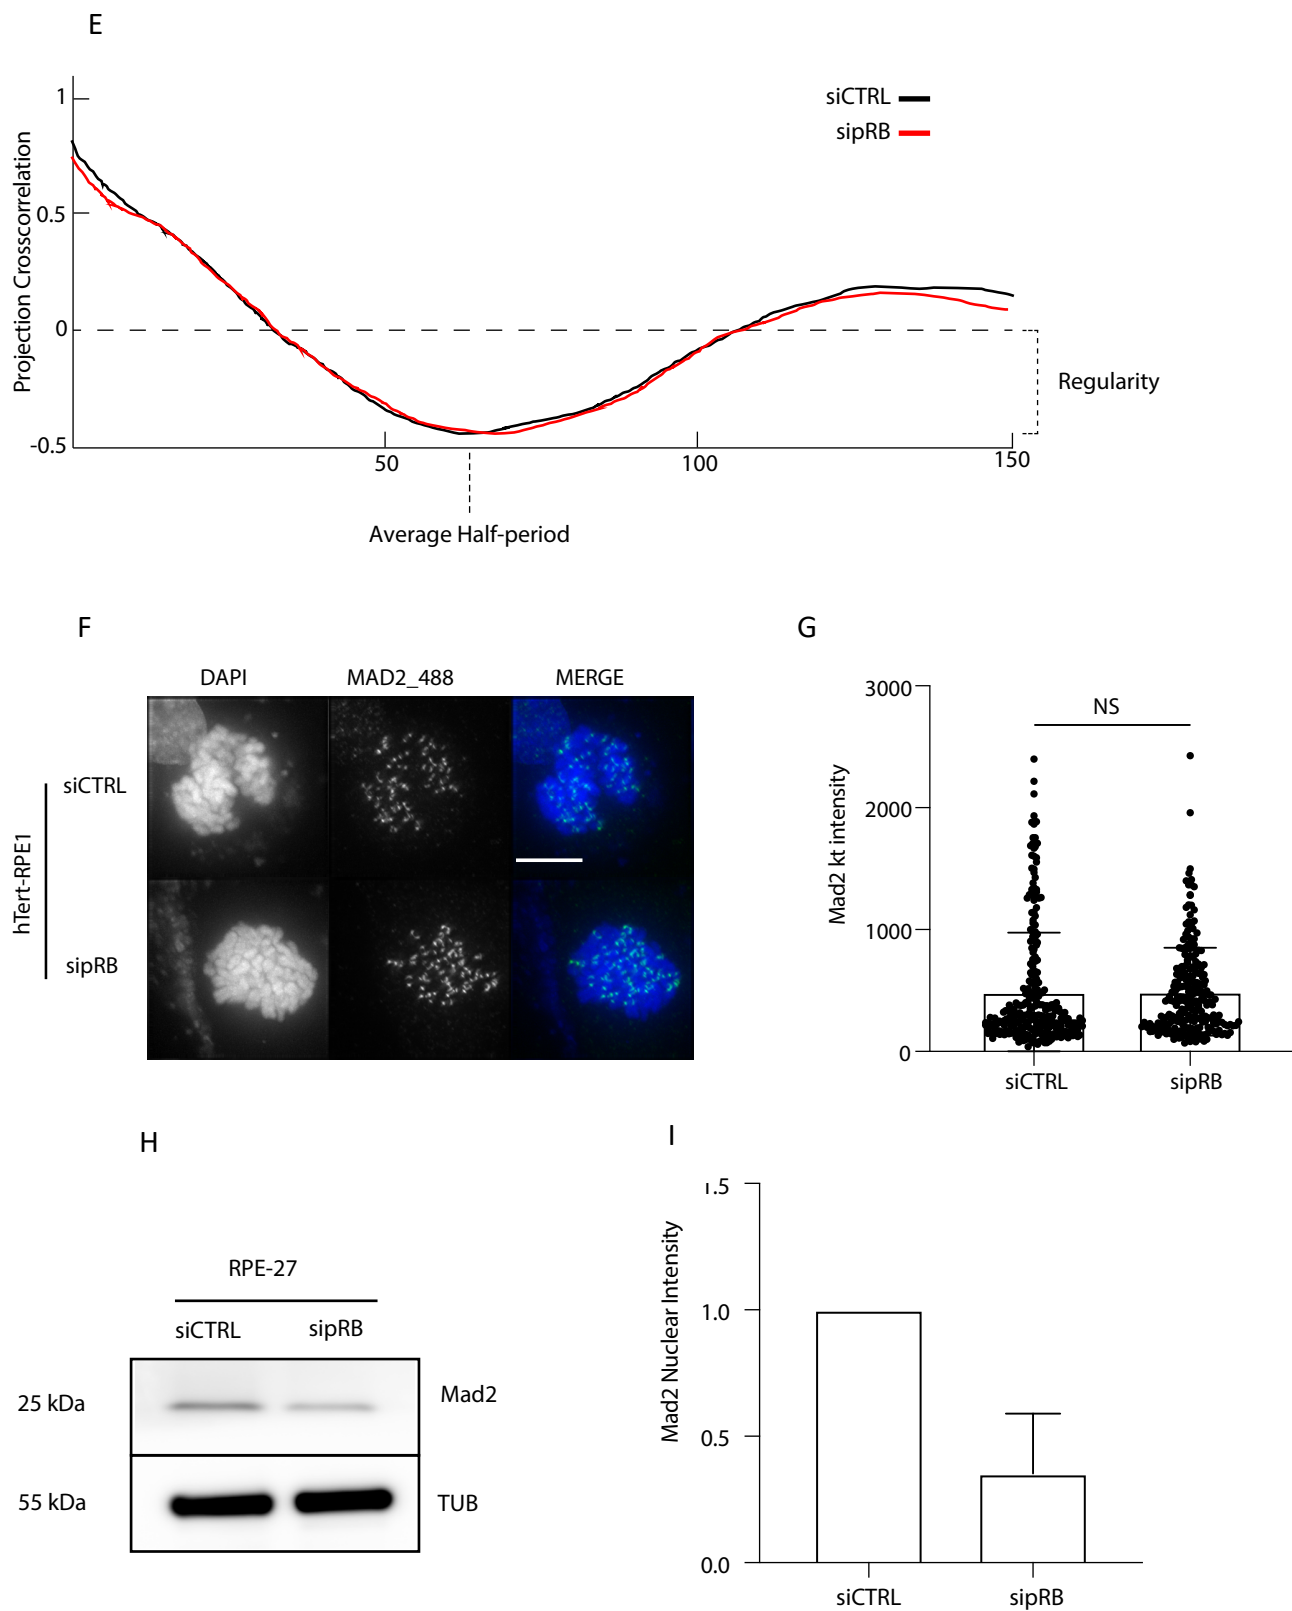 E
1
0.5
0
-0.5
Projection Crosscorrelation
siCTRL
sipRB
Regularity
50
100
150
Average Half-period
F
DAPI
MAD2_488
MERGE
hTert-RPE1
siCTRL
sipRB
G
3000
2000
1000
0
Mad2 kt intensity
NS
siCTRL
sipRB
H
RPE-27
siCTRL
sipRB
25 kDa
Mad2
55 kDa
TUB
I
1.5
1.0
0.5
0.0
Mad2 Nuclear Intensity
siCTRL
sipRB